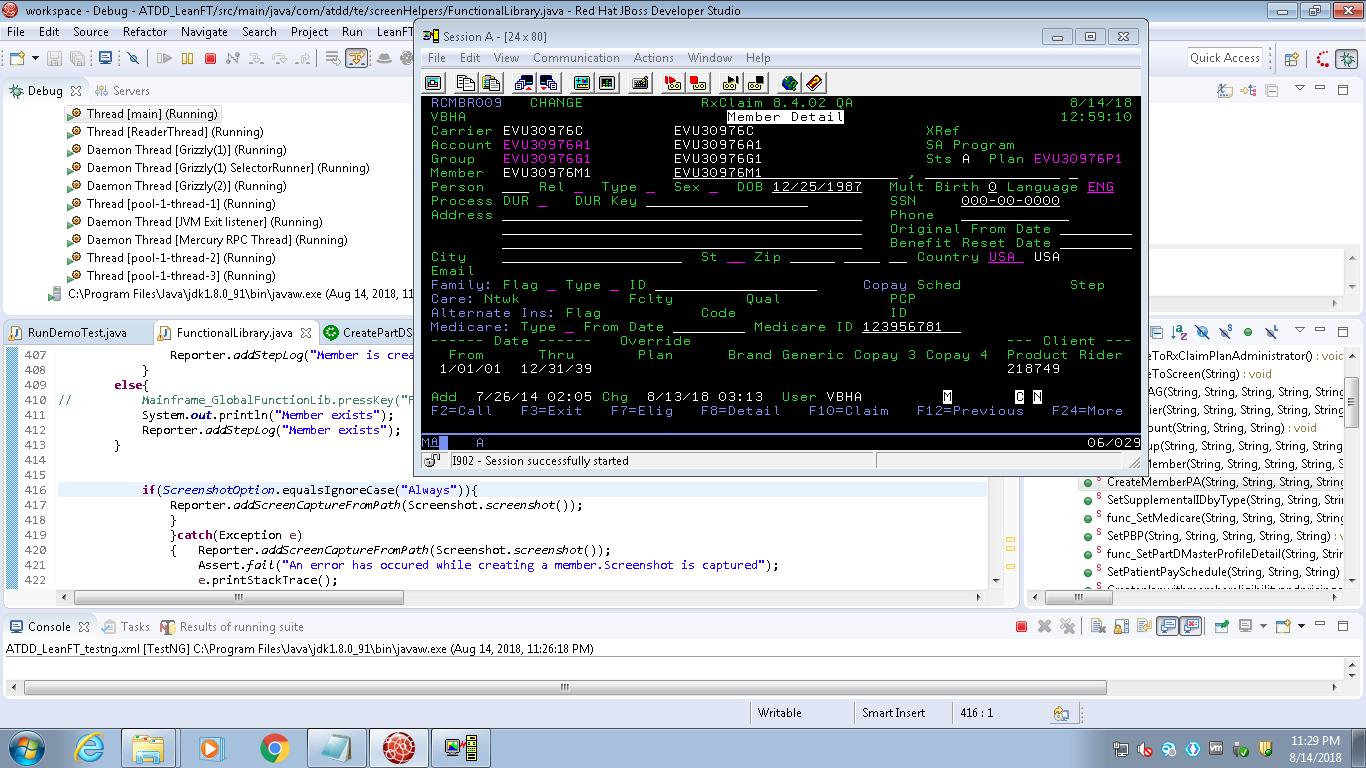 workspace - Debug - ATDD_LeanFT/src/main/java/com/atdd/te/screenHelpers/FunctionalLibrary.java - Red Hat JBoss Developer Studio
File Edit Source Refactor Navigate Search Project Run LeanFT
Quick Access
Debug Servers
Thread [main] (Running)
Thread [ReaderThread] (Running)
Daemon Thread [Grizzly(1)] (Running)
Daemon Thread [Grizzly(1) SelectorRunner] (Running)
Daemon Thread [Grizzly(2)] (Running)
Thread [pool-1-thread-1] (Running)
Daemon Thread [JVM Exit listener] (Running)
Daemon Thread [Mercury RPC Thread] (Running)
Thread [pool-1-thread-2] (Running)
Thread [pool-1-thread-3] (Running)
C:\Program Files\Java\jdk1.8.0_91\bin\javaw.exe (Aug 14, 2018, 11
Session A - [24 x 80]
File Edit View Communication Actions Window Help
RCMBR009 CHANGE RxClaim 8.4.02 QA 8/14/18
VBHA Member Detail 12:59:10
Carrier EVU30976C EVU30976C XRef
Account EVU30976A1 EVU30976A1 SA Program
Group EVU30976G1 EVU30976G1 Sts A Plan EVU30976P1
Member EVU30976M1 EVU30976M1 ,
Person Rel Type Sex DOB 12/25/1987 Mult Birth 0 Language ENG
Process DUR DUR Key SSN 000-00-0000
Address Phone
Original From Date
Benefit Reset Date
City St Zip Country USA USA
Email
Family: Flag Type ID Copay Sched Step
Care: Ntwk Fclty Qual PCP
Alternate Ins: Flag Code ID
Medicare: Type From Date Medicare ID 123956781
------ Date ------ Override --- Client ---
From Thru Plan Brand Generic Copay 3 Copay 4 Product Rider
1/01/01 12/31/39 218749
Add 7/26/14 02:05 Chg 8/13/18 03:13 User VBHA M C N
F2=Call F3=Exit F7=Elig F8=Detail F10=Claim F12=Previous F24=More
MA A 06/029
I902 - Session successfully started
RunDemoTest.java FunctionalLibrary.java CreatePartDS
407 Reporter.addStepLog("Member is crea
408 }
409 else{
410 // Mainframe_GlobalFunctionLib.pressKey("F
411 System.out.println("Member exists");
412 Reporter.addStepLog("Member exists");
413 }
414
415
416 if(ScreenshotOption.equalsIgnoreCase("Always")){
417 Reporter.addScreenCaptureFromPath(Screenshot.screenshot());
418 }
419 }catch(Exception e)
420 { Reporter.addScreenCaptureFromPath(Screenshot.screenshot());
421 Assert.fail("An error has occured while creating a member.Screenshot is captured");
422 e.printStackTrace();
eToRxClaimPlanAdministrator() : void
eToScreen(String) : void
AG(String, String, String, String
ier(String, String, String, String
ount(String, String) : void
up(String, String, String, String
Member(String, String, String
CreateMemberPA(String, String, String
SetSupplementalIDbyType(String, String, String
func_SetMedicare(String, String, String, String
SetPBP(String, String, String, String, String
func_SetPartDMasterProfileDetail(String, String
SetPatientPaySchedule(String, String, String)
Console Tasks Results of running suite
ATDD_LeanFT_testng.xml [TestNG] C:\Program Files\Java\jdk1.8.0_91\bin\javaw.exe (Aug 14, 2018, 11:26:18 PM)
Writable Smart Insert 416 : 1
11:29 PM
8/14/2018